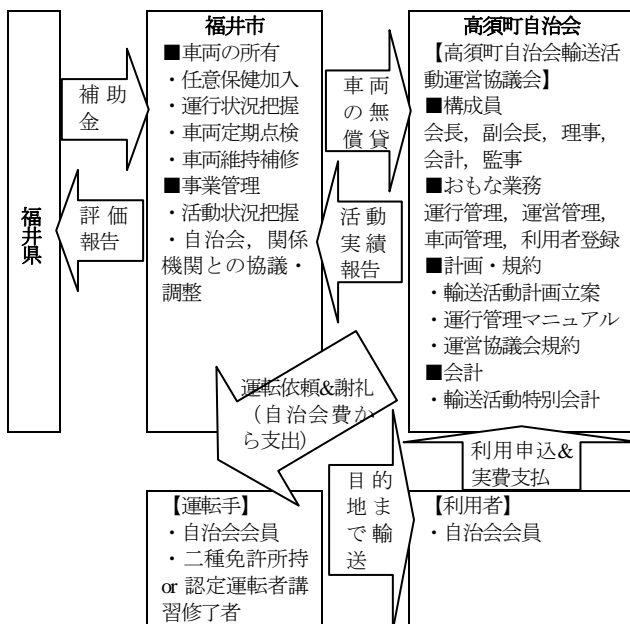 福井県
補助
金
評価
報告
福井市
■車両の所有
・任意保健加入
・運行状況把握
・車両定期点検
・車両維持補修
■事業管理
・活動状況把握
・自治会，関係
機関との協議・
調整
車両
の無
償貸
活動
実績
報告
高須町自治会
【高須町自治会輸送活
動運営協議会】
■構成員
会長，副会長，理事，
会計，監事
■おもな業務
運行管理，運営管理，
車両管理，利用者登録
■計画・規約
・輸送活動計画立案
・運行管理マニュアル
・運営協議会規約
■会計
・輸送活動特別会計
運転依頼&謝礼
（自治会費か
ら支出）
利用申込&
実費支払
【運転手】
・自治会会員
・二種免許所持
or 認定運転者講
習修了者
目的
地ま
で輸
送
【利用者】
・自治会会員